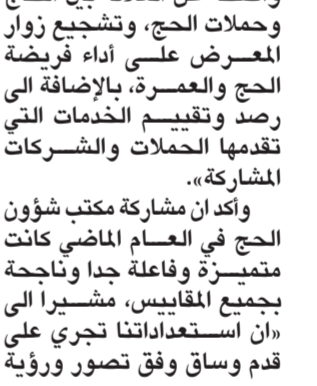 وحملات الحج، وتشجيع زوار
المعرض على أداء فريضة
الحج والعمرة، بالإضافة الى
رصد وتقييم الخدمات التي
تقدمها الحملات والشركات
المشاركة».
وأكد ان مشاركة مكتب شؤون
الحج في العام الماضي كانت
متميزة وفاعلة جدا وناجحة
بجميع المقاييس، مشيرا الى
«ان استعداداتنا تجري على
قدم وساق وفق تصور ورؤية